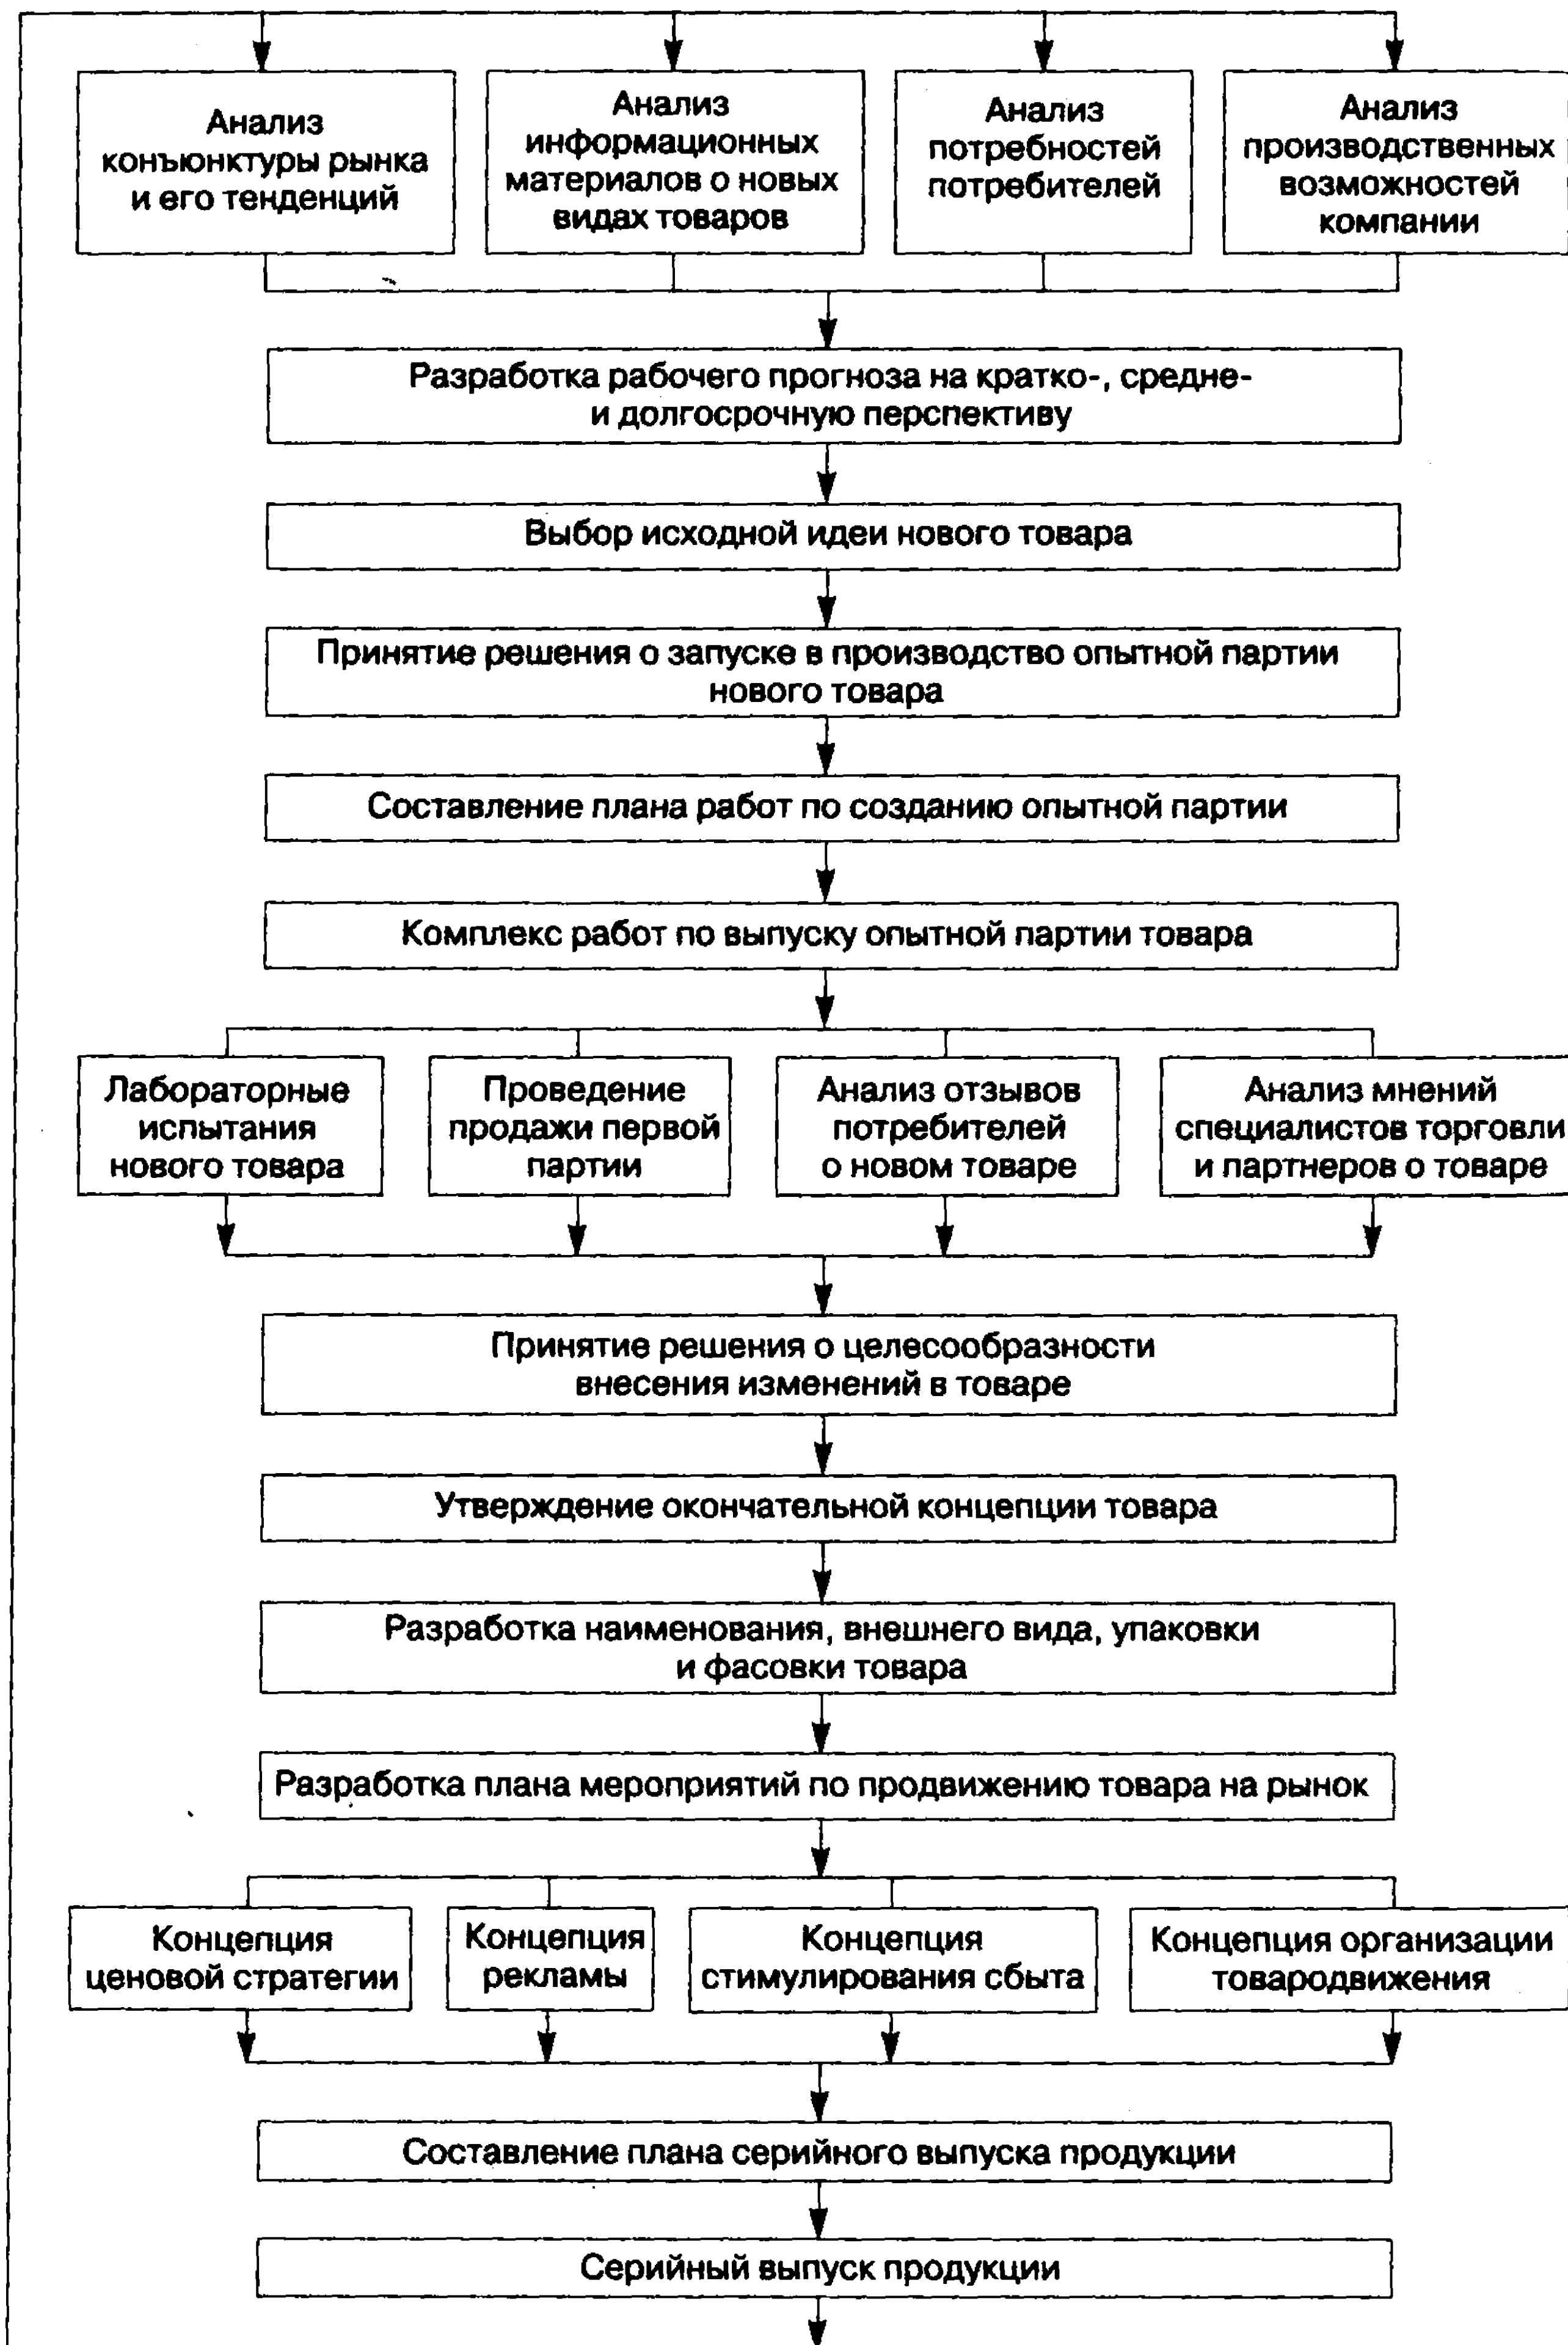 Анализ
конъюнктуры рынка
и его тенденций
Анализ
информационных
материалов о новых
видах товаров
Анализ
потребностей
потребителей
Анализ
производственных
возможностей
компании
Разработка рабочего прогноза на кратко-, средне-
и долгосрочную перспективу
Выбор исходной идеи нового товара
Принятие решения о запуске в производство опытной партии
нового товара
Составление плана работ по созданию опытной партии
Комплекс работ по выпуску опытной партии товара
Лабораторные
испытания
нового товара
Проведение
продажи первой
партии
Анализ отзывов
потребителей
о новом товаре
Анализ мнений
специалистов торговли
и партнеров о товаре
Принятие решения о целесообразности
внесения изменений в товаре
Утверждение окончательной концепции товара
Разработка наименования, внешнего вида, упаковки
и фасовки товара
Разработка плана мероприятий по продвижению товара на рынок
Концепция
ценовой стратегии
Концепция
рекламы
Концепция
стимулирования сбыта
Концепция организации
товародвижения
Составление плана серийного выпуска продукции
Серийный выпуск продукции